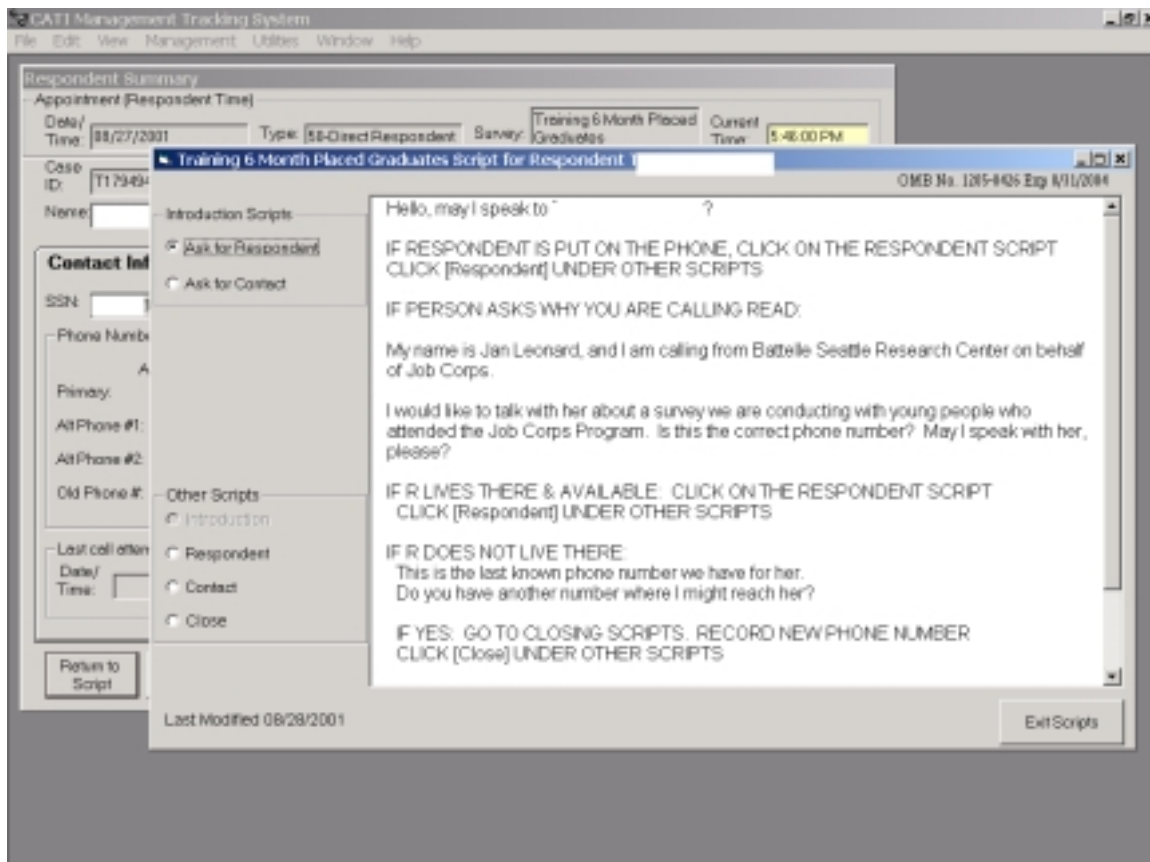 CATI Management Tracking System
File Edit View Management Utilities Window Help
Respondent Summary
Appointment (Respondent Time)
Date/ Time: 08/27/2001 Type: 50-Direct Respondent Survey: Training 6 Month Placed Graduates Current Time: 5:46:00 PM
Case ID: T179494
Name:
Contact Inf
SSN:
Phone Numbe
A
Primary:
Alt Phone #1:
Alt Phone #2:
Old Phone #:
Last call attem
Date/ Time:
Return to Script
Training 6 Month Placed Graduates Script for Respondent T
OMB No. 1205-0426 Exp 8/31/2004
Introduction Scripts
Ask for Respondent
Ask for Contact
Other Scripts
Introduction
Respondent
Contact
Close
Hello, may I speak to ?
IF RESPONDENT IS PUT ON THE PHONE, CLICK ON THE RESPONDENT SCRIPT
CLICK [Respondent] UNDER OTHER SCRIPTS
IF PERSON ASKS WHY YOU ARE CALLING READ:
My name is Jan Leonard, and I am calling from Battelle Seattle Research Center on behalf
of Job Corps.
I would like to talk with her about a survey we are conducting with young people who
attended the Job Corps Program. Is this the correct phone number? May I speak with her,
please?
IF R LIVES THERE & AVAILABLE: CLICK ON THE RESPONDENT SCRIPT
CLICK [Respondent] UNDER OTHER SCRIPTS
IF R DOES NOT LIVE THERE:
This is the last known phone number we have for her.
Do you have another number where I might reach her?
IF YES: GO TO CLOSING SCRIPTS. RECORD NEW PHONE NUMBER
CLICK [Close] UNDER OTHER SCRIPTS
Last Modified 08/28/2001
Exit Scripts